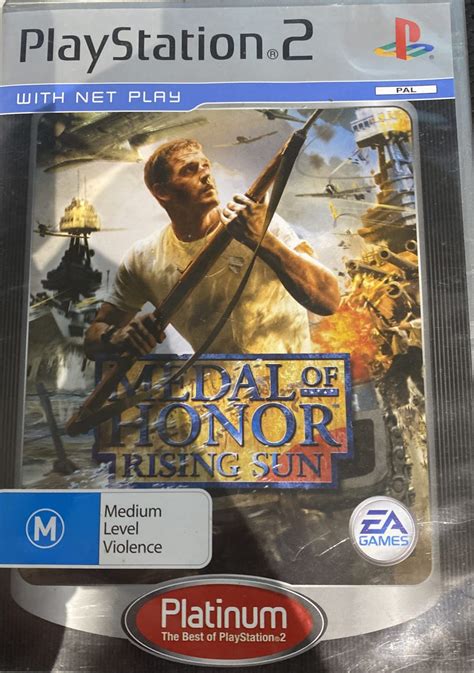 PlayStation®2
WITH NET PLAY
PAL
MEDAL OF
HONOR
RISING SUN
M
Medium
Level
Violence
EA
GAMES
Platinum
The Best of PlayStation®2